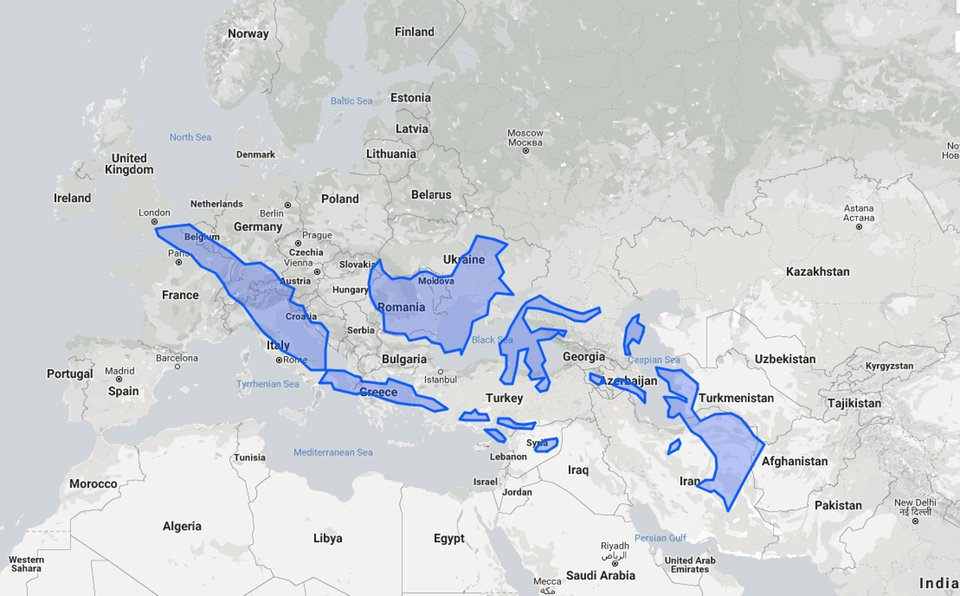 Norway
Finland
Baltic Sea
Estonia
North Sea
Latvia
Moscow
Москва
Denmark
Lithuania
United
Kingdom
Ireland
Netherlands
Berlin
Poland
Belarus
London
Belgium
Germany
Prague
Czechia
Astana
Астана
Paris
Vienna
Slovakia
Ukraine
Kazakhstan
Austria
Hungary
Moldova
France
Romania
Croatia
Serbia
Italy
Black Sea
Rome
Bulgaria
Georgia
Caspian Sea
Uzbekistan
Kyrgyzstan
Barcelona
Portugal
Madrid
Spain
Istanbul
Azerbaijan
Tyrrhenian Sea
Greece
Turkey
Turkmenistan
Tajikistan
Syria
Mediterranean Sea
Lebanon
Tunisia
Iraq
Afghanistan
Morocco
Israel
Jordan
Iran
Pakistan
New Delhi
नई दिल्ली
Algeria
Libya
Egypt
Persian Gulf
Western
Sahara
Riyadh
الرياض
United Arab
Emirates
Mecca
مكة
Saudi Arabia
India